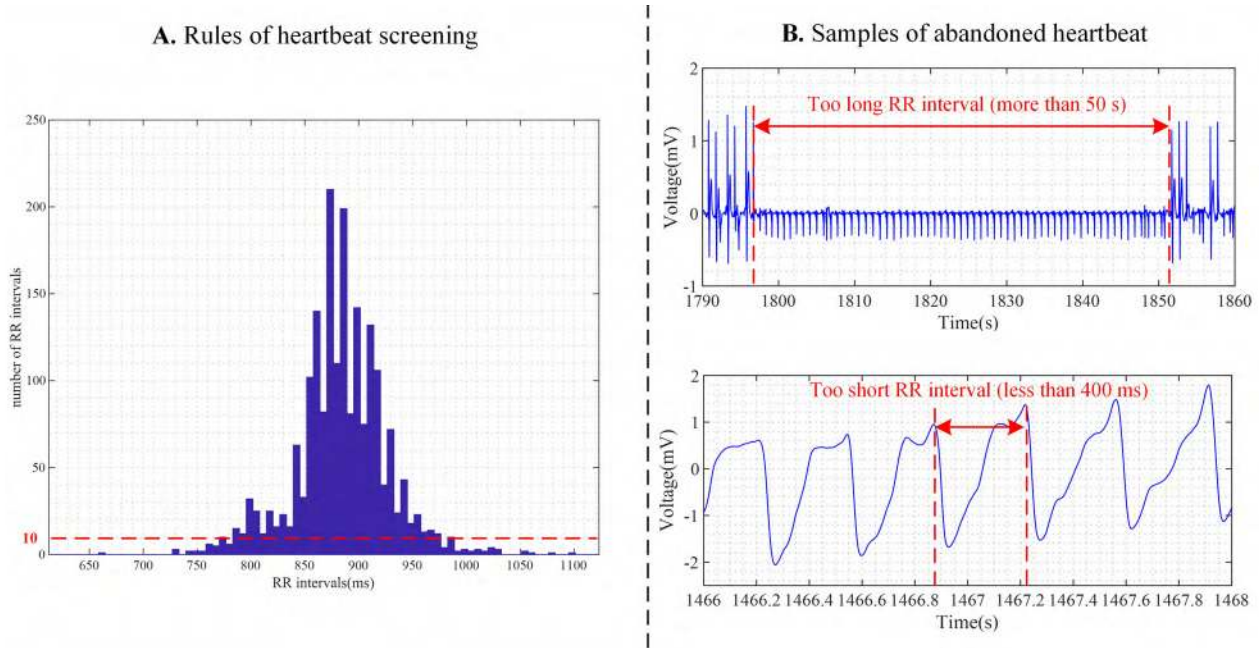 A. Rules of heartbeat screening
250
200
150
100
50
10
0
number of RR intervals
650 700 750 800 850 900 950 1000 1050 1100
RR intervals(ms)
B. Samples of abandoned heartbeat
2
1
0
-1
Voltage(mV)
Too long RR interval (more than 50 s)
1790 1800 1810 1820 1830 1840 1850 1860
Time(s)
2
1
0
-1
-2
Voltage(mV)
Too short RR interval (less than 400 ms)
1466 1466.2 1466.4 1466.6 1466.8 1467 1467.2 1467.4 1467.6 1467.8 1468
Time(s)